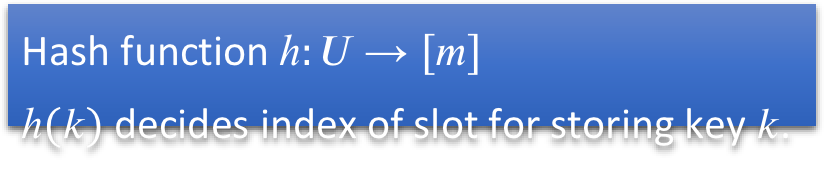 Hash function h: U → [m]
h(k) decides index of slot for storing key k.